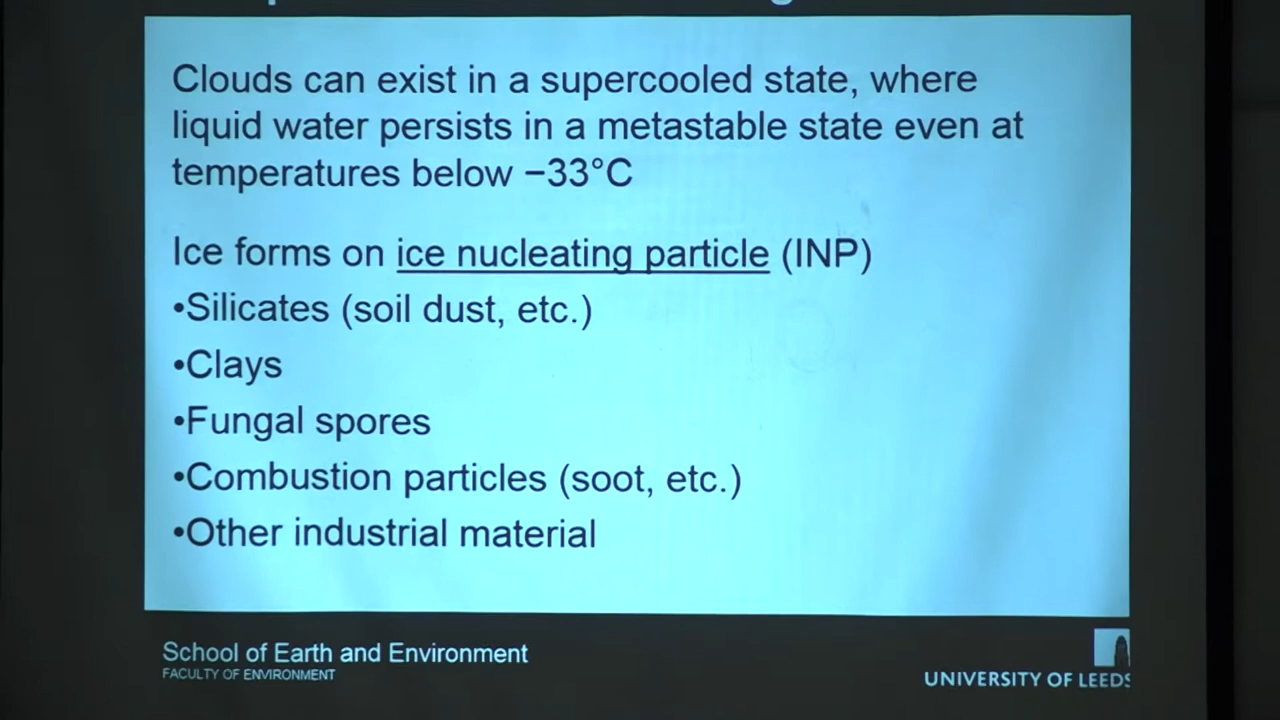 Clouds can exist in a supercooled state, where
liquid water persists in a metastable state even at
temperatures below −33°C
Ice forms on ice nucleating particle (INP)
•Silicates (soil dust, etc.)
•Clays
•Fungal spores
•Combustion particles (soot, etc.)
•Other industrial material
School of Earth and Environment
FACULTY OF ENVIRONMENT
UNIVERSITY OF LEEDS